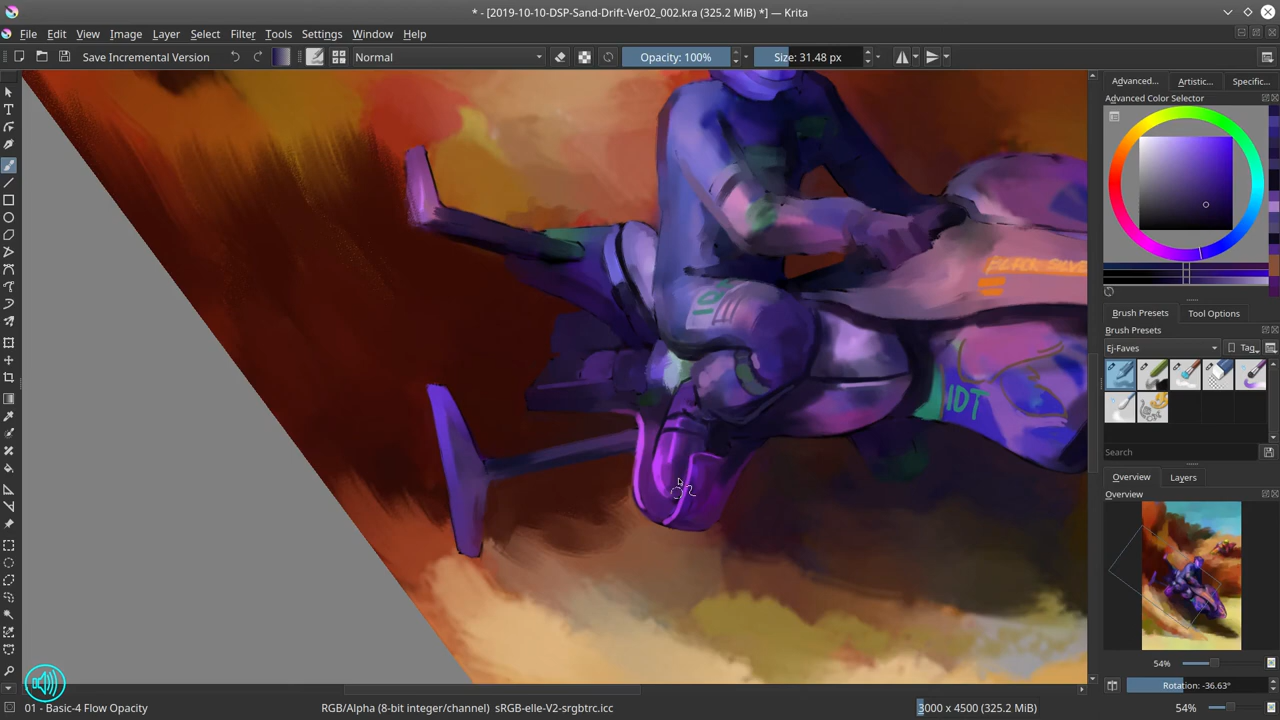 * - [2019-10-10-DSP-Sand-Drift-Ver02_002.kra (325.2 MiB) *] — Krita
File Edit View Image Layer Select Filter Tools Settings Window Help
Save Incremental Version Normal Opacity: 100% Size: 31.48 px
Advanced... Artistic... Specific...
Advanced Color Selector
Brush Presets Tool Options
Brush Presets
Ej-Faves Tag
Search
Overview Layers
Overview
IDT
54%
Rotation: -36.63°
01 - Basic-4 Flow Opacity RGB/Alpha (8-bit integer/channel) sRGB-elle-V2-srgbtrc.icc 3000 x 4500 (325.2 MiB) 54%